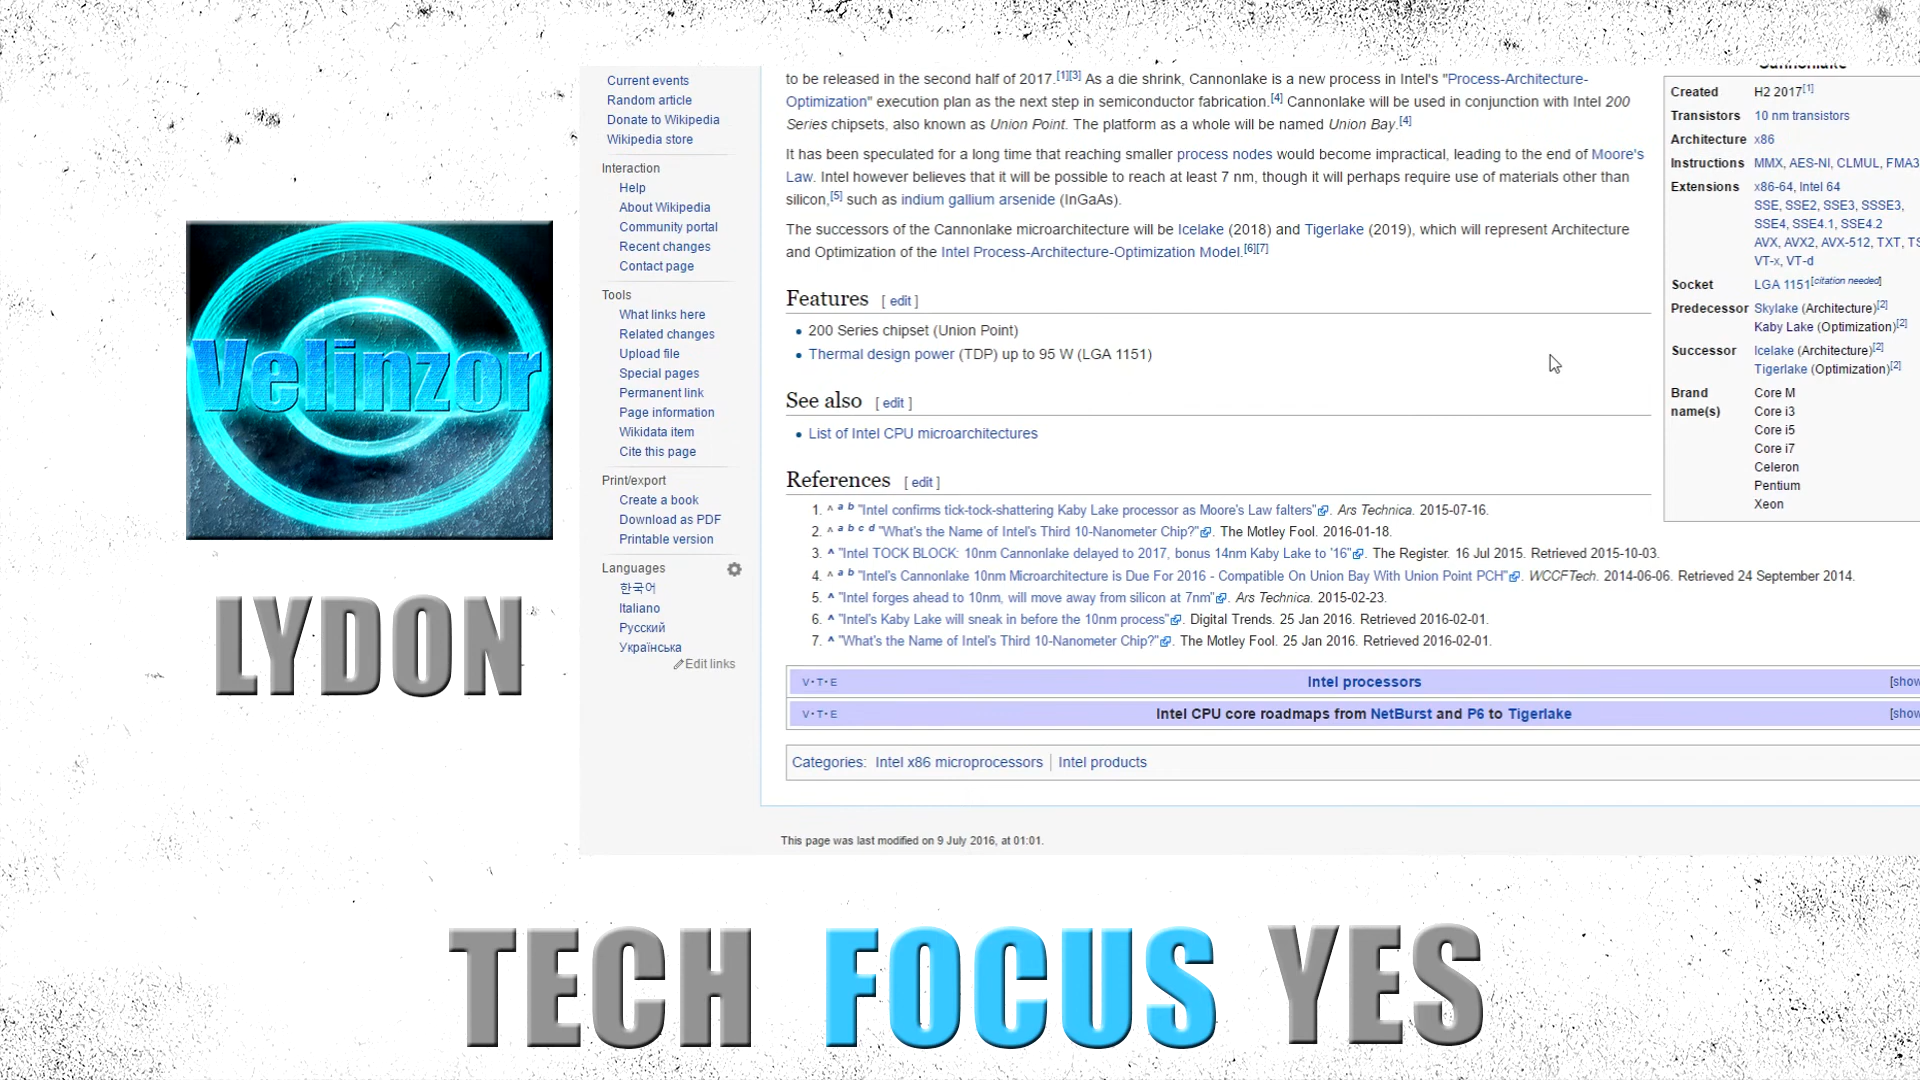 Velinzor
LYDON
Current events
Random article
Donate to Wikipedia
Wikipedia store
Interaction
Help
About Wikipedia
Community portal
Recent changes
Contact page
Tools
What links here
Related changes
Upload file
Special pages
Permanent link
Page information
Wikidata item
Cite this page
Print/export
Create a book
Download as PDF
Printable version
Languages
한국어
Italiano
Русский
Українська
Edit links
to be released in the second half of 2017.[1][3] As a die shrink, Cannonlake is a new process in Intel's "Process-Architecture-
Optimization" execution plan as the next step in semiconductor fabrication.[4] Cannonlake will be used in conjunction with Intel 200
Series chipsets, also known as Union Point. The platform as a whole will be named Union Bay.[4]
It has been speculated for a long time that reaching smaller process nodes would become impractical, leading to the end of Moore's
Law. Intel however believes that it will be possible to reach at least 7 nm, though it will perhaps require use of materials other than
silicon,[5] such as indium gallium arsenide (InGaAs).
The successors of the Cannonlake microarchitecture will be Icelake (2018) and Tigerlake (2019), which will represent Architecture
and Optimization of the Intel Process-Architecture-Optimization Model.[6][7]
Features [ edit ]
• 200 Series chipset (Union Point)
• Thermal design power (TDP) up to 95 W (LGA 1151)
See also [ edit ]
• List of Intel CPU microarchitectures
References [ edit ]
1. ^ a b "Intel confirms tick-tock-shattering Kaby Lake processor as Moore's Law falters". Ars Technica. 2015-07-16.
2. ^ a b c d "What's the Name of Intel's Third 10-Nanometer Chip?". The Motley Fool. 2016-01-18.
3. ^ "Intel TOCK BLOCK: 10nm Cannonlake delayed to 2017, bonus 14nm Kaby Lake to '16". The Register. 16 Jul 2015. Retrieved 2015-10-03.
4. ^ a b "Intel's Cannonlake 10nm Microarchitecture is Due For 2016 - Compatible On Union Bay With Union Point PCH". WCCFTech. 2014-06-06. Retrieved 24 September 2014.
5. ^ "Intel forges ahead to 10nm, will move away from silicon at 7nm". Ars Technica. 2015-02-23.
6. ^ "Intel's Kaby Lake will sneak in before the 10nm process". Digital Trends. 25 Jan 2016. Retrieved 2016-02-01.
7. ^ "What's the Name of Intel's Third 10-Nanometer Chip?". The Motley Fool. 25 Jan 2016. Retrieved 2016-02-01.
V·T·E Intel processors [show
V·T·E Intel CPU core roadmaps from NetBurst and P6 to Tigerlake [show
Categories: Intel x86 microprocessors | Intel products
This page was last modified on 9 July 2016, at 01:01.
Cannonlake
Created H2 2017[1]
Transistors 10 nm transistors
Architecture x86
Instructions MMX, AES-NI, CLMUL, FMA3
Extensions x86-64, Intel 64
SSE, SSE2, SSE3, SSSE3,
SSE4, SSE4.1, SSE4.2
AVX, AVX2, AVX-512, TXT, TS
VT-x, VT-d
Socket LGA 1151[citation needed]
Predecessor Skylake (Architecture)[2]
Kaby Lake (Optimization)[2]
Successor Icelake (Architecture)[2]
Tigerlake (Optimization)[2]
Brand Core M
name(s) Core i3
Core i5
Core i7
Celeron
Pentium
Xeon
TECH FOCUS YES